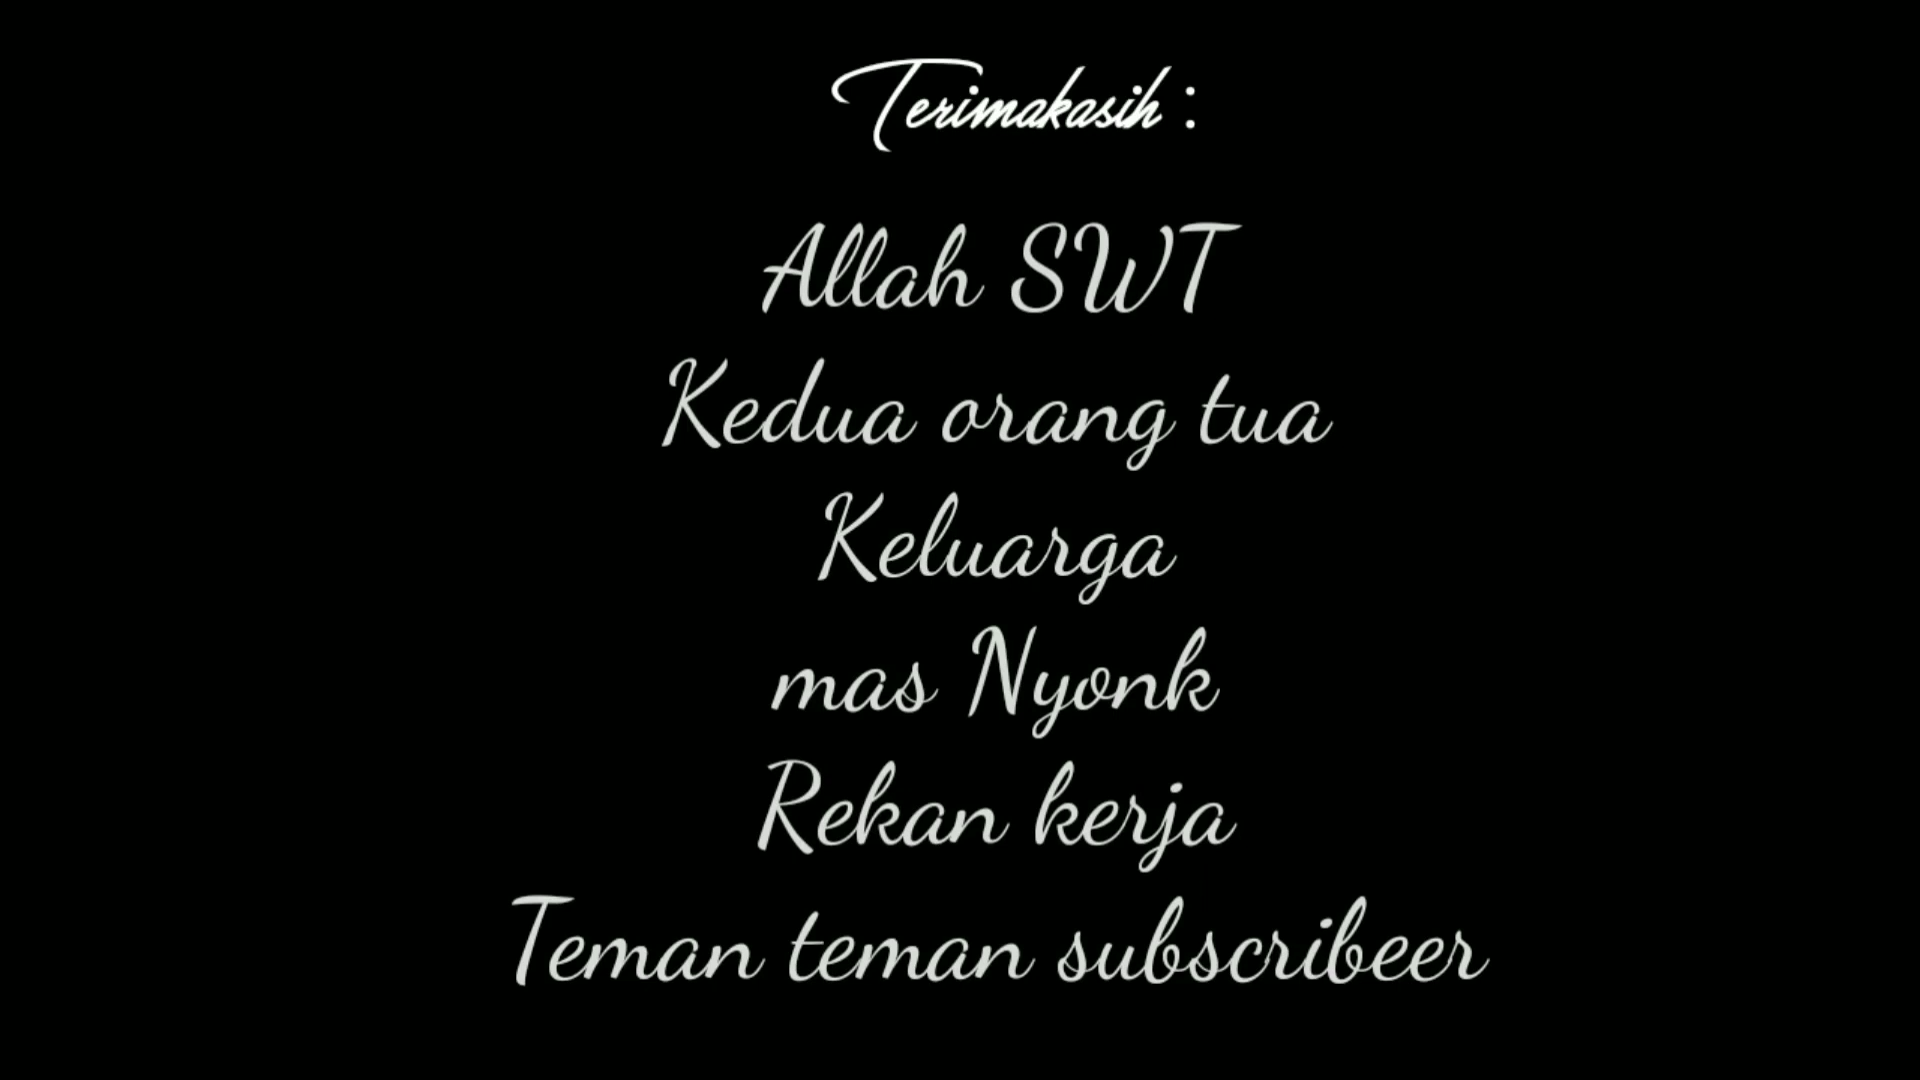 Terimakasih :
Allah SWT
Kedua orang tua
Keluarga
mas Nyonk
Rekan kerja
Teman teman subscribeer